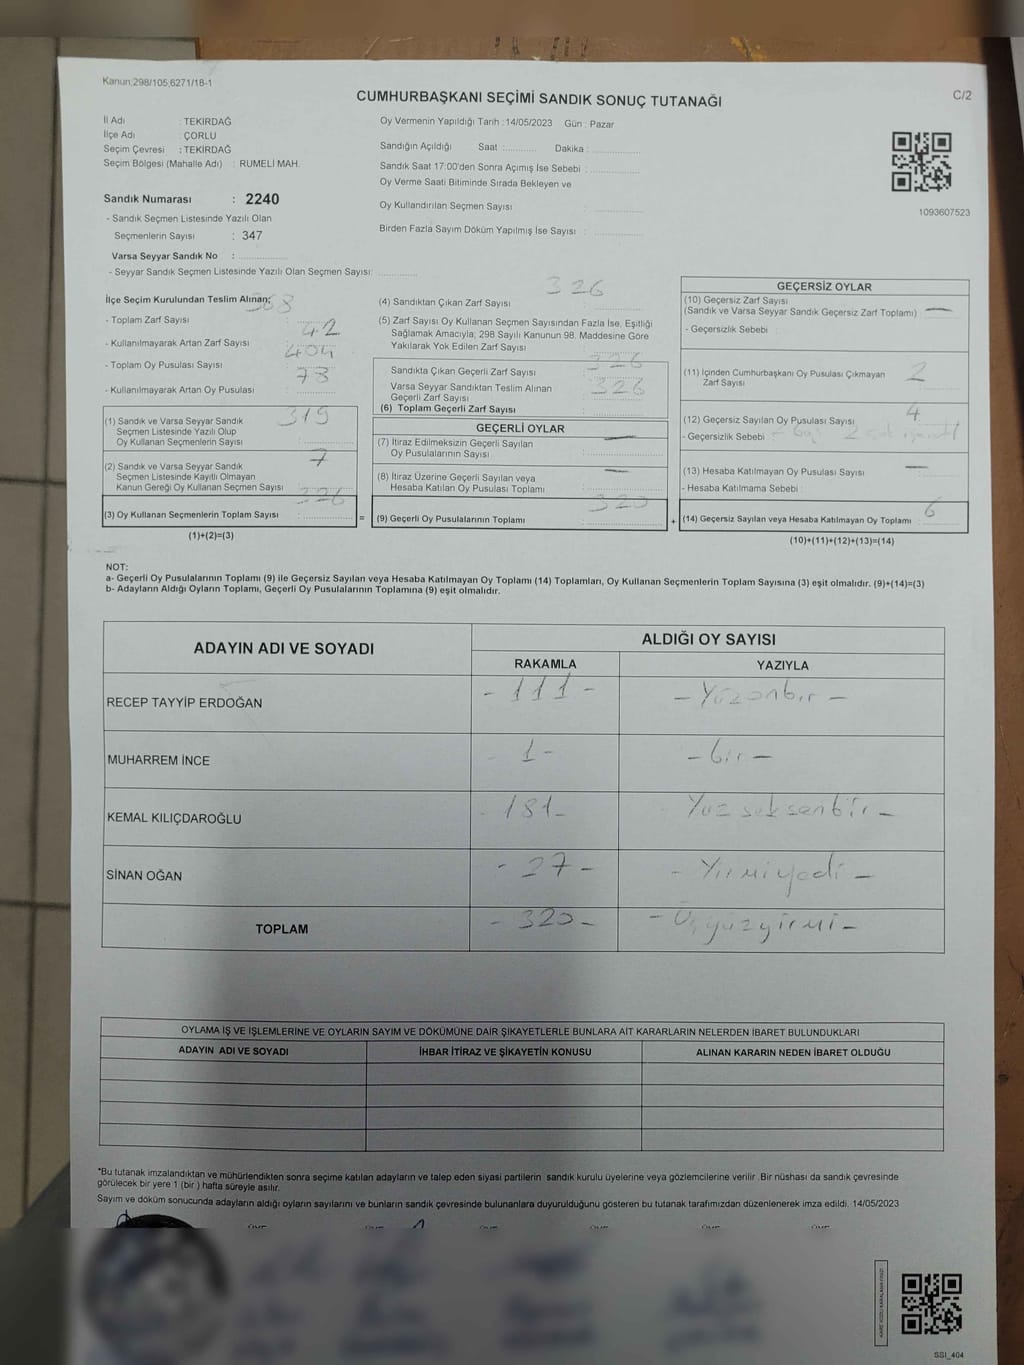 Kanun:298/105,6271/18-1
CUMHURBAŞKANI SEÇİMİ SANDIK SONUÇ TUTANAĞI
C/2
İl Adı : TEKİRDAĞ
İlçe Adı : ÇORLU
Seçim Çevresi : TEKİRDAĞ
Seçim Bölgesi (Mahalle Adı) : RUMELİ MAH.
Oy Vermenin Yapıldığı Tarih :14/05/2023 Gün : Pazar
Sandığın Açıldığı Saat :............ Dakika :............
Sandık Saat 17:00'den Sonra Açımış İse Sebebi :............
Oy Verme Saati Bitiminde Sırada Bekleyen ve
Oy Kullandırılan Seçmen Sayısı :............
Birden Fazla Sayım Döküm Yapılmış İse Sayısı :............
1093607523
Sandık Numarası : 2240
- Sandık Seçmen Listesinde Yazılı Olan
Seçmenlerin Sayısı : 347
Varsa Seyyar Sandık No :............
- Seyyar Sandık Seçmen Listesinde Yazılı Olan Seçmen Sayısı:............
İlçe Seçim Kurulundan Teslim Alınan;
368
- Toplam Zarf Sayısı :
42
- Kullanılmayarak Artan Zarf Sayısı :
404
- Toplam Oy Pusulası Sayısı :
78
- Kullanılmayarak Artan Oy Pusulası :
319
(1) Sandık ve Varsa Seyyar Sandık
Seçmen Listesinde Yazılı Olup
Oy Kullanan Seçmenlerin Sayısı :
7
(2) Sandık ve Varsa Seyyar Sandık
Seçmen Listesinde Kayıtlı Olmayan
Kanun Gereği Oy Kullanan Seçmen Sayısı :
326
(3) Oy Kullanan Seçmenlerin Toplam Sayısı :
(1)+(2)=(3)
=
326
(4) Sandıktan Çıkan Zarf Sayısı :
(5) Zarf Sayısı Oy Kullanan Seçmen Sayısından Fazla İse, Eşitliği
Sağlamak Amacıyla; 298 Sayılı Kanunun 98. Maddesine Göre
Yakılarak Yok Edilen Zarf Sayısı :
326
Sandıkta Çıkan Geçerli Zarf Sayısı :
Varsa Seyyar Sandıktan Teslim Alınan
Geçerli Zarf Sayısı :
326
(6) Toplam Geçerli Zarf Sayısı :
GEÇERLİ OYLAR
(7) İtiraz Edilmeksizin Geçerli Sayılan
Oy Pusulalarının Sayısı : —
(8) İtiraz Üzerine Geçerli Sayılan veya
Hesaba Katılan Oy Pusulası Toplamı : —
320
(9) Geçerli Oy Pusulalarının Toplamı :
+
GEÇERSİZ OYLAR
(10) Geçersiz Zarf Sayısı
(Sandık ve Varsa Seyyar Sandık Geçersiz Zarf Toplamı) : —
- Geçersizlik Sebebi :
(11) İçinden Cumhurbaşkanı Oy Pusulası Çıkmayan
Zarf Sayısı : 2
4
(12) Geçersiz Sayılan Oy Pusulası Sayısı :
- Geçersizlik Sebebi :
(13) Hesaba Katılmayan Oy Pusulası Sayısı : —
- Hesaba Katılmama Sebebi :
6
(14) Geçersiz Sayılan veya Hesaba Katılmayan Oy Toplamı :
(10)+(11)+(12)+(13)=(14)
NOT:
a- Geçerli Oy Pusulalarının Toplamı (9) ile Geçersiz Sayılan veya Hesaba Katılmayan Oy Toplamı (14) Toplamları, Oy Kullanan Seçmenlerin Toplam Sayısına (3) eşit olmalıdır. (9)+(14)=(3)
b- Adayların Aldığı Oyların Toplamı, Geçerli Oy Pusulalarının Toplamına (9) eşit olmalıdır.
ADAYIN ADI VE SOYADI
ALDIĞI OY SAYISI
RAKAMLA YAZIYLA
RECEP TAYYİP ERDOĞAN - 111 - - Yüzonbir -
MUHARREM İNCE - 1 - - bir -
KEMAL KILIÇDAROĞLU - 181 - Yüz seksenbir -
SİNAN OĞAN - 27 - - Yirmiyedi -
TOPLAM - 320 - - Üçyüzyirmi -
OYLAMA İŞ VE İŞLEMLERİNE VE OYLARIN SAYIM VE DÖKÜMÜNE DAİR ŞİKAYETLERLE BUNLARA AİT KARARLARIN NELERDEN İBARET BULUNDUKLARI
ADAYIN ADI VE SOYADI İHBAR İTİRAZ VE ŞİKAYETİN KONUSU ALINAN KARARIN NEDEN İBARET OLDUĞU
*Bu tutanak imzalandıktan ve mühürlendikten sonra seçime katılan adayların ve talep eden siyasi partilerin sandık kurulu üyelerine veya gözlemcilerine verilir. Bir nüshası da sandık çevresinde
görülecek bir yere 1 (bir) hafta süreyle asılır.
Sayım ve döküm sonucunda adayların aldığı oyların sayılarını ve bunların sandık çevresinde bulunanlara duyurulduğunu gösteren bu tutanak tarafımızdan düzenlenerek imza edildi. 14/05/2023
SSI_404